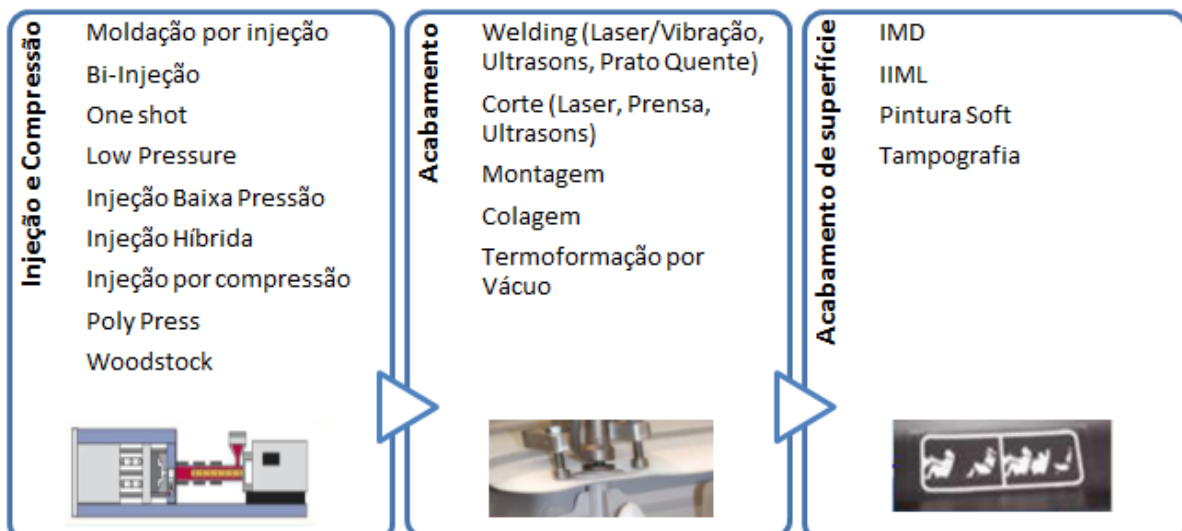 Injeção e Compressão
Moldação por injeção
Bi-Injeção
One shot
Low Pressure
Injeção Baixa Pressão
Injeção Híbrida
Injeção por compressão
Poly Press
Woodstock
Acabamento
Welding (Laser/Vibração,
Ultrasons, Prato Quente)
Corte (Laser, Prensa,
Ultrasons)
Montagem
Colagem
Termoformação por
Vácuo
Acabamento de superfície
IMD
IIML
Pintura Soft
Tampografia